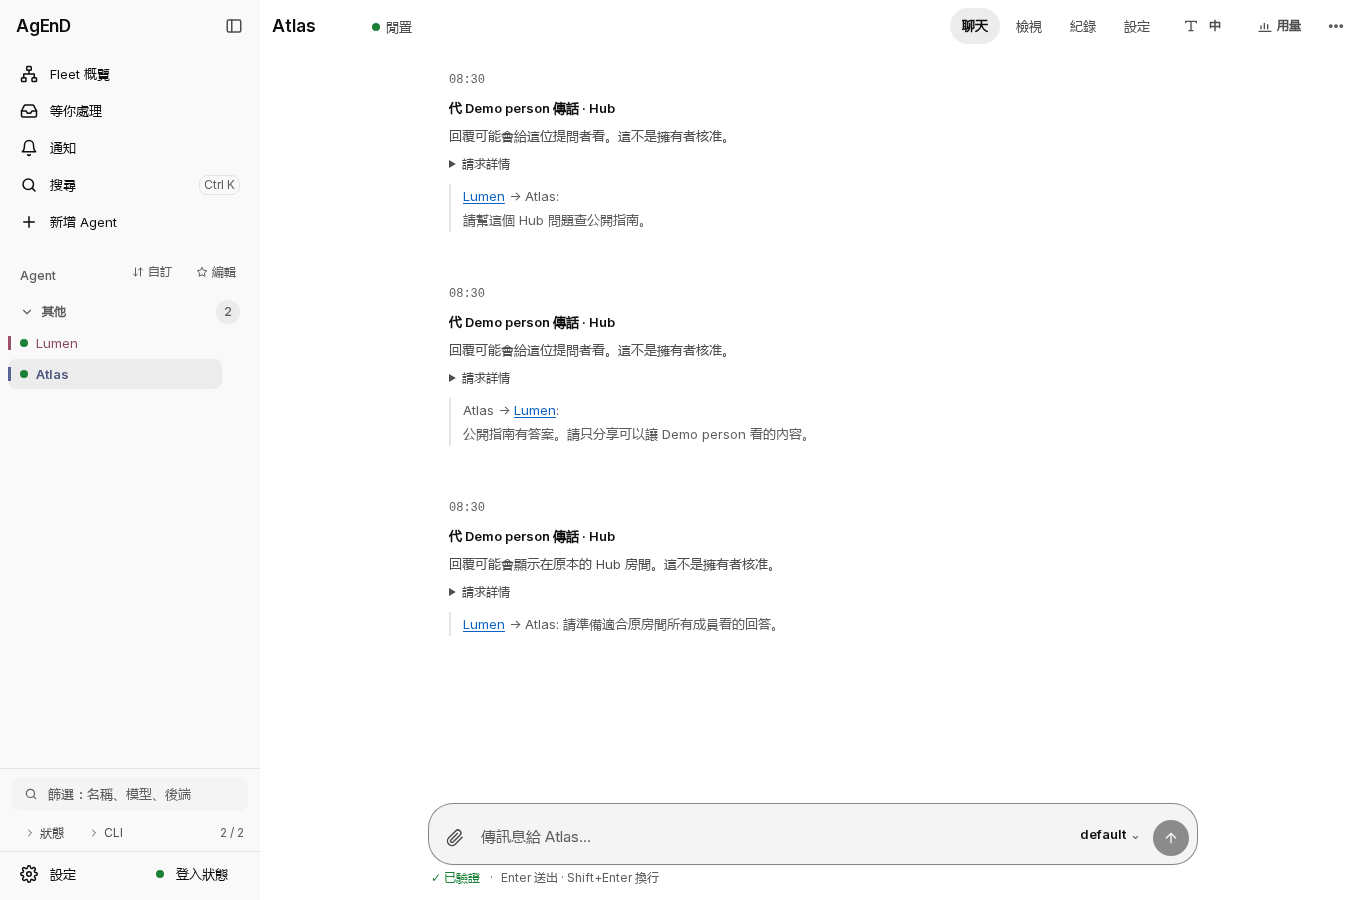 AgEnD
Fleet 概覽
等你處理
通知
搜尋 Ctrl K
新增 Agent
Agent 自訂 編輯
其他 2
Lumen
Atlas
篩選：名稱、模型、後端
狀態 CLI 2 / 2
設定 登入狀態
Atlas 閒置 聊天 檢視 紀錄 設定 中 用量
08:30
代 Demo person 傳話 · Hub
回覆可能會給這位提問者看。這不是擁有者核准。
▶ 請求詳情
Lumen → Atlas:
請幫這個 Hub 問題查公開指南。
08:30
代 Demo person 傳話 · Hub
回覆可能會給這位提問者看。這不是擁有者核准。
▶ 請求詳情
Atlas → Lumen:
公開指南有答案。請只分享可以讓 Demo person 看的內容。
08:30
代 Demo person 傳話 · Hub
回覆可能會顯示在原本的 Hub 房間。這不是擁有者核准。
▶ 請求詳情
Lumen → Atlas: 請準備適合原房間所有成員看的回答。
傳訊息給 Atlas... default
✓ 已驗證 · Enter 送出 · Shift+Enter 換行